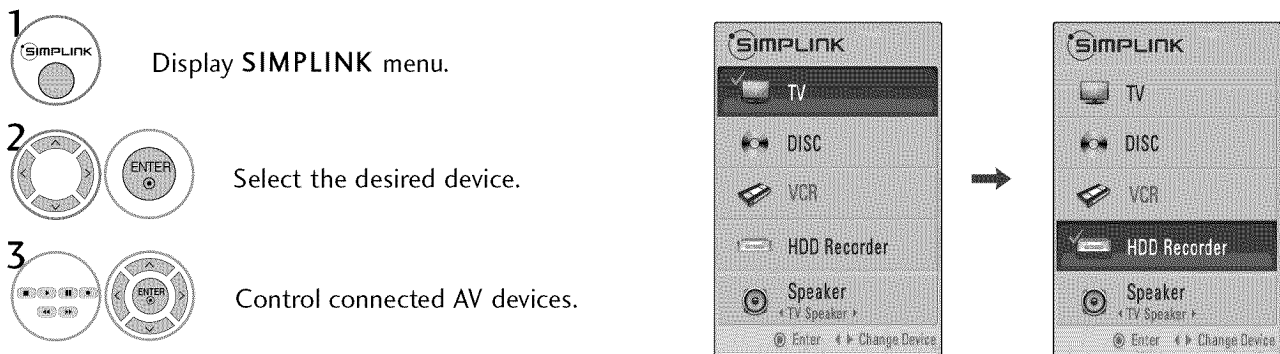 1
SIMPLINK
Display SIMPLINK menu.
2
ENTER
Select the desired device.
3
ENTER
Control connected AV devices.
SIMPLINK
TV
DISC
VCR
HDD Recorder
Speaker
TV Speaker
Enter Change Device
SIMPLINK
TV
DISC
VCR
HDD Recorder
Speaker
TV Speaker
Enter Change Device